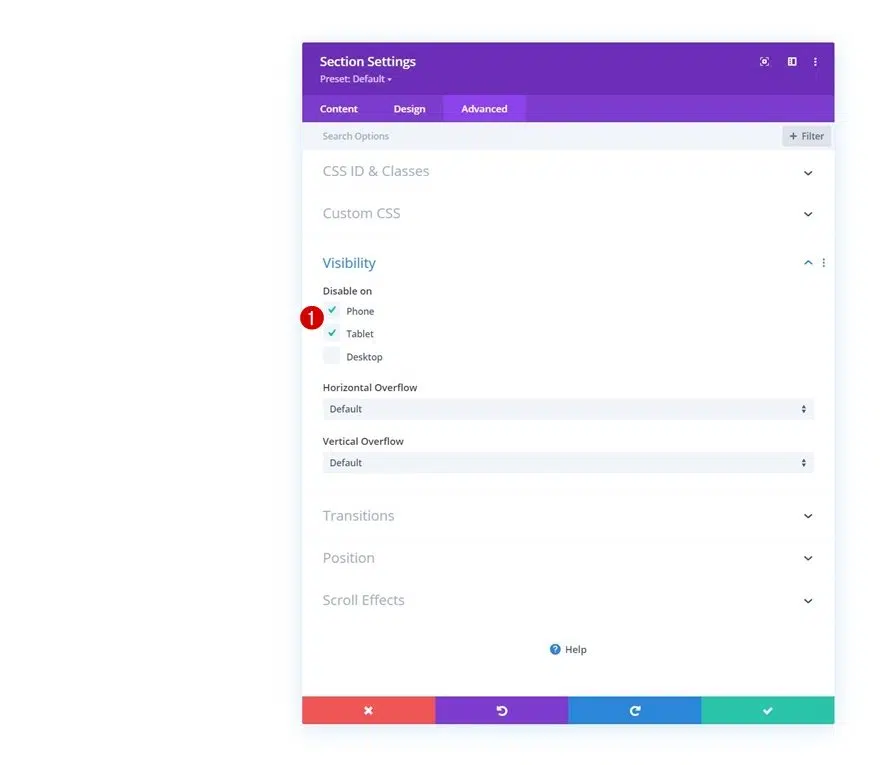 Section Settings
Preset: Default
Content Design Advanced
Search Options + Filter
CSS ID & Classes
Custom CSS
Visibility
Disable on
Phone
1
Tablet
Desktop
Horizontal Overflow
Default
Vertical Overflow
Default
Transitions
Position
Scroll Effects
? Help